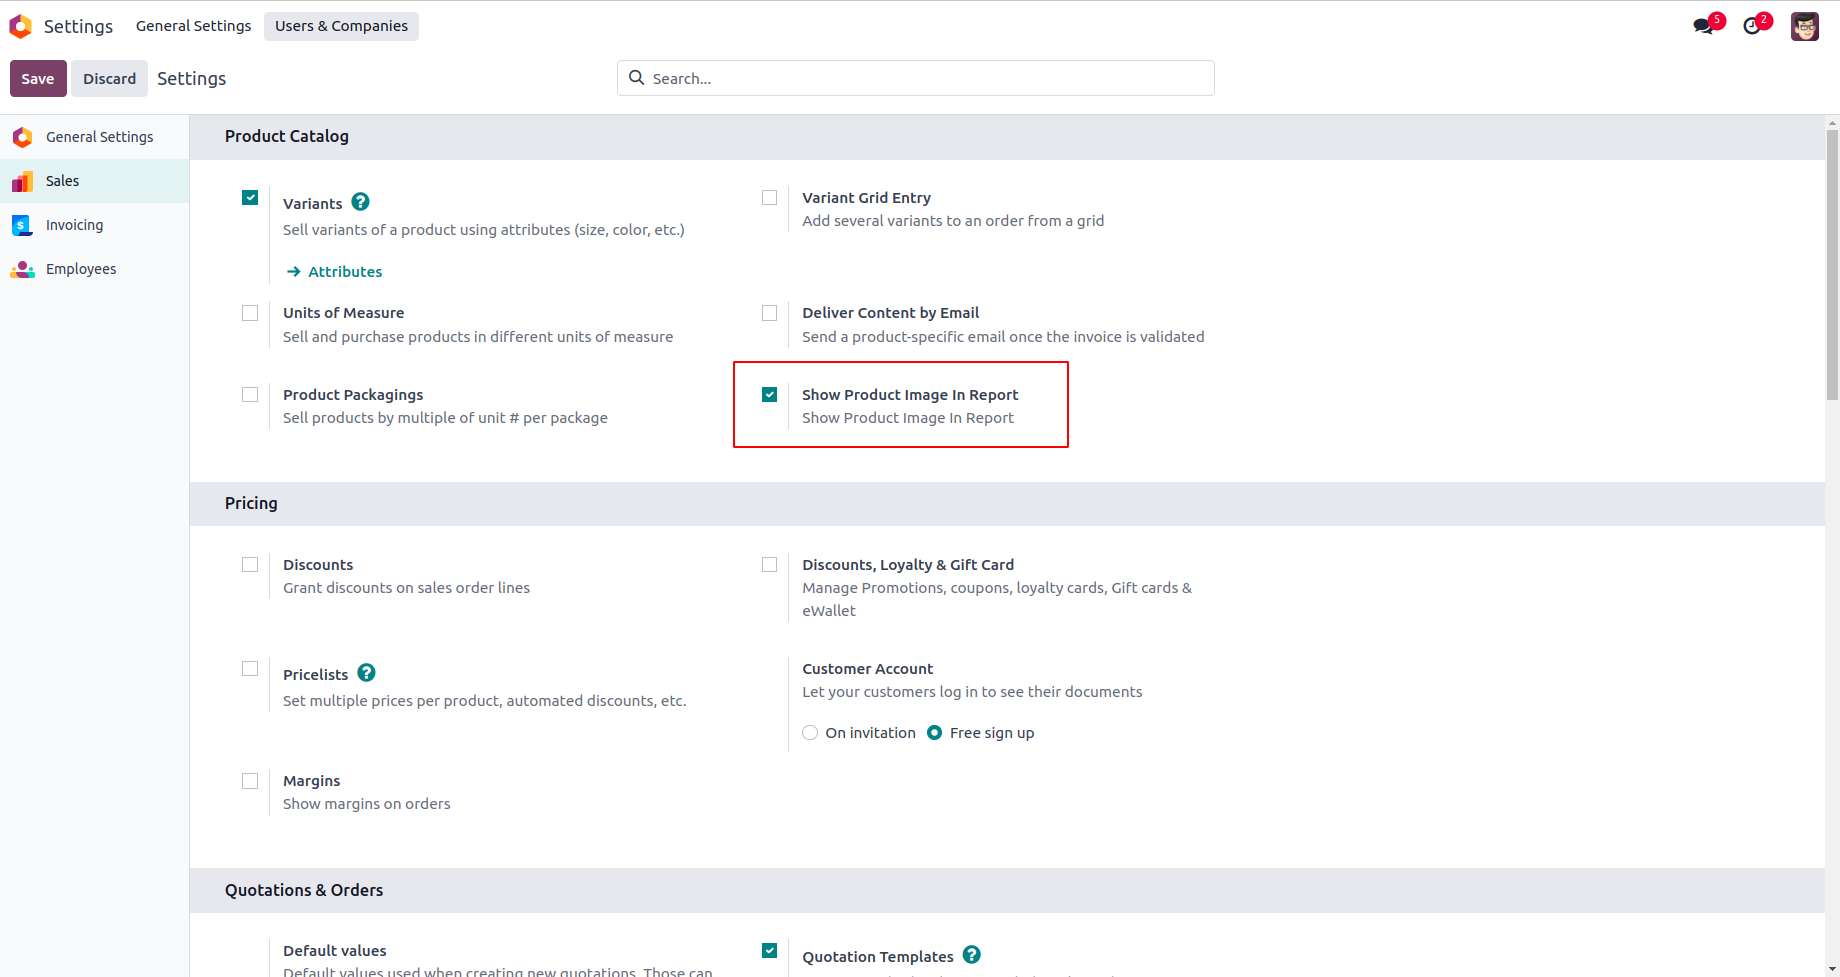 Settings General Settings Users & Companies 5 2
Save Discard Settings Search...
General Settings
Sales
Invoicing
Employees
Product Catalog
Variants ?
Sell variants of a product using attributes (size, color, etc.)
→ Attributes
Variant Grid Entry
Add several variants to an order from a grid
Units of Measure
Sell and purchase products in different units of measure
Deliver Content by Email
Send a product-specific email once the invoice is validated
Product Packagings
Sell products by multiple of unit # per package
Show Product Image In Report
Show Product Image In Report
Pricing
Discounts
Grant discounts on sales order lines
Discounts, Loyalty & Gift Card
Manage Promotions, coupons, loyalty cards, Gift cards &
eWallet
Pricelists ?
Set multiple prices per product, automated discounts, etc.
Customer Account
Let your customers log in to see their documents
On invitation Free sign up
Margins
Show margins on orders
Quotations & Orders
Default values
Default values used when creating new quotations. Those can
Quotation Templates ?